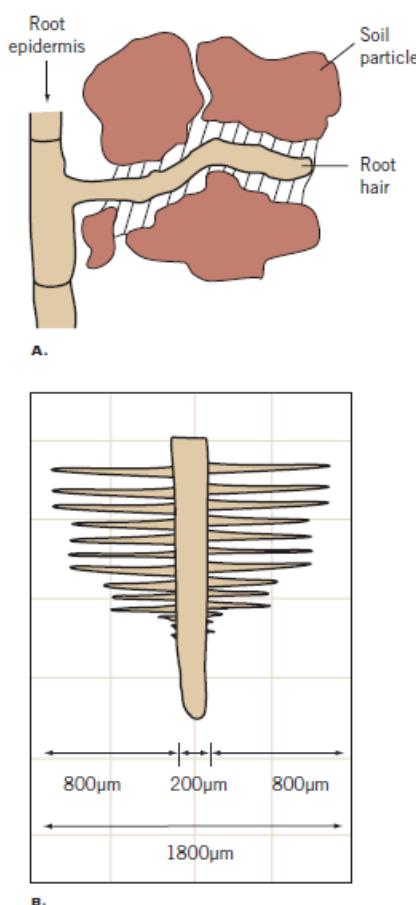 Root
epidermis
Soil
particle
Root
hair
A.
800µm
200µm
800µm
1800µm
B.